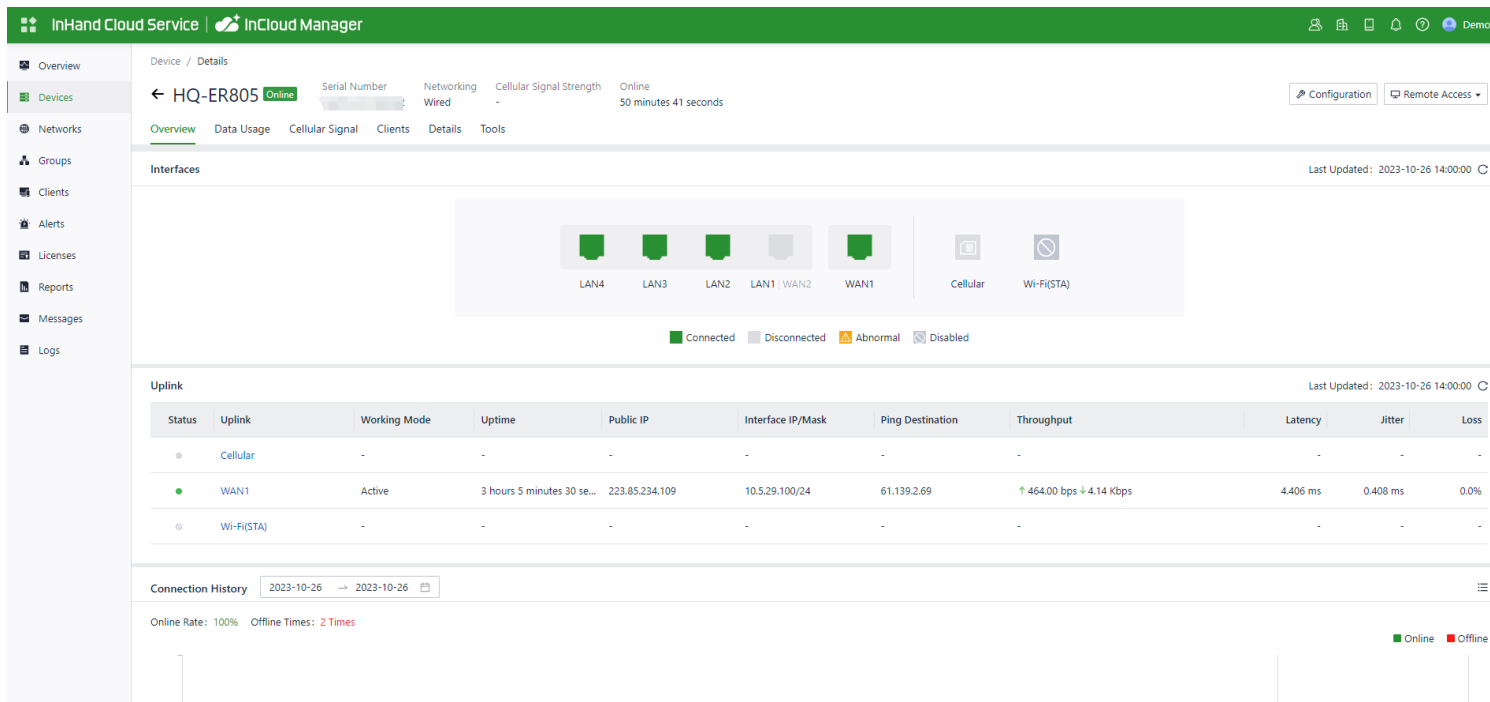 InHand Cloud Service | InCloud Manager
Demo
Overview
Devices
Networks
Groups
Clients
Alerts
Licenses
Reports
Messages
Logs
Device / Details
HQ-ER805 Online
Serial Number Networking Cellular Signal Strength Online
Wired - 50 minutes 41 seconds
Configuration Remote Access
Overview Data Usage Cellular Signal Clients Details Tools
Interfaces Last Updated: 2023-10-26 14:00:00
LAN4 LAN3 LAN2 LAN1 | WAN2 WAN1 Cellular Wi-Fi(STA)
Connected Disconnected Abnormal Disabled
Uplink Last Updated: 2023-10-26 14:00:00
Status Uplink Working Mode Uptime Public IP Interface IP/Mask Ping Destination Throughput Latency Jitter Loss
Cellular - - - - - - - - -
WAN1 Active 3 hours 5 minutes 30 se... 223.85.234.109 10.5.29.100/24 61.139.2.69 ↑ 464.00 bps ↓ 4.14 Kbps 4.406 ms 0.408 ms 0.0%
Wi-Fi(STA) - - - - - - - - -
Connection History 2023-10-26 → 2023-10-26
Online Rate: 100% Offline Times: 2 Times
Online Offline